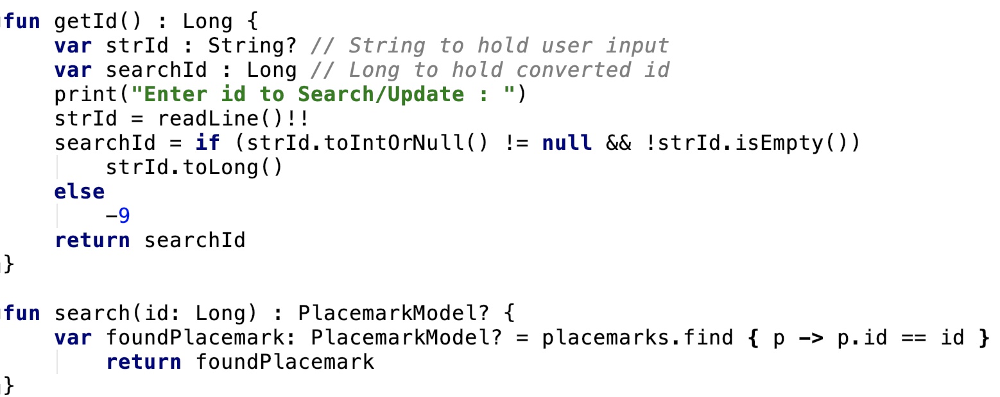 fun getId() : Long {
    var strId : String? // String to hold user input
    var searchId : Long // Long to hold converted id
    print("Enter id to Search/Update : ")
    strId = readLine()!!
    searchId = if (strId.toIntOrNull() != null && !strId.isEmpty())
        strId.toLong()
    else
        -9
    return searchId
}
fun search(id: Long) : PlacemarkModel? {
    var foundPlacemark: PlacemarkModel? = placemarks.find { p -> p.id == id }
        return foundPlacemark
}